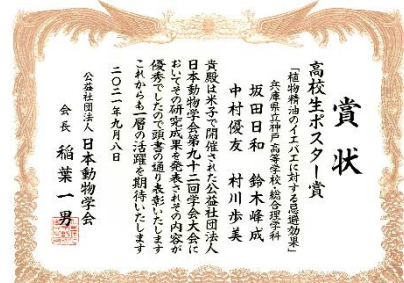 賞状
高校生ポスター賞
「植物精油のイエバエに対する忌避効果」
兵庫県立神戸高等学校 総合理学科
坂田日和 鈴木峰成
中村優友 村川歩美
貴殿は米子で開催された公益社団法人
日本動物学会第九十二回学会大会に
おいてその研究成果を発表されその内容が
優秀でしたので頭書の通り表彰いたします
これからも一層の活躍を期待いたします
二〇二一年九月八日
公益社団法人 日本動物学会
会長 稲葉一男